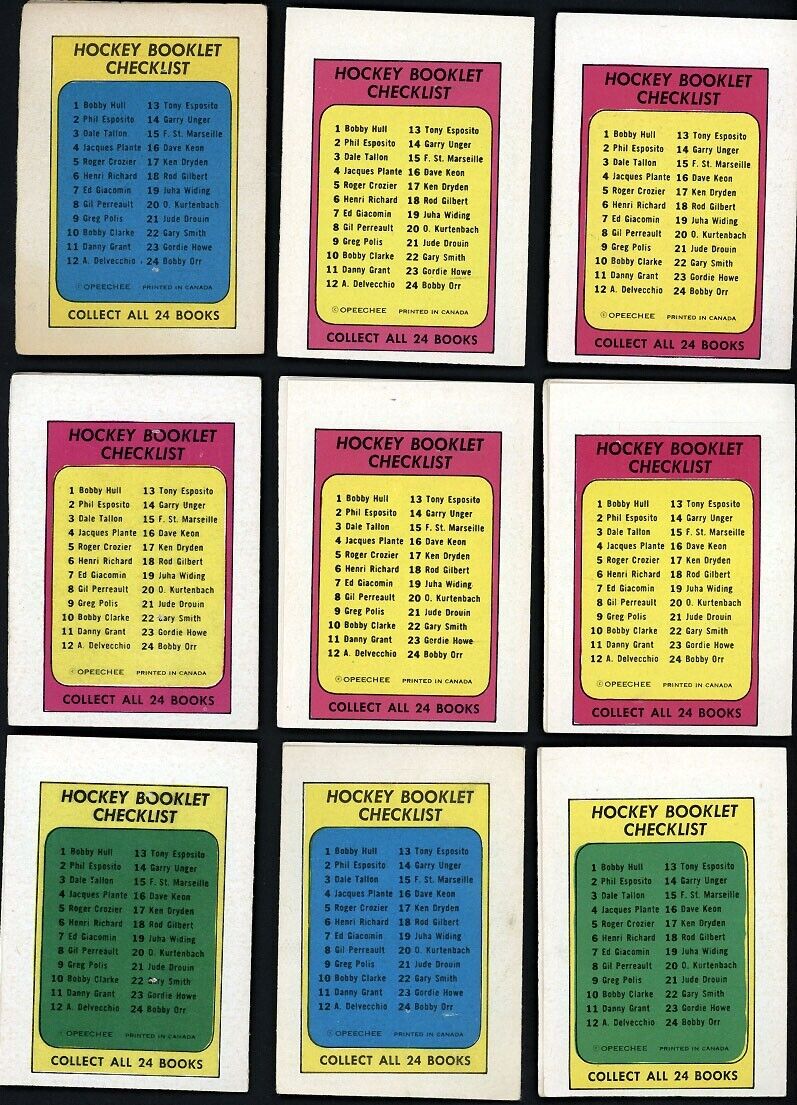 HOCKEY BOOKLET
CHECKLIST
1 Bobby Hull 13 Tony Esposito
2 Phil Esposito 14 Garry Unger
3 Dale Tallon 15 F. St. Marseille
4 Jacques Plante 16 Dave Keon
5 Roger Crozier 17 Ken Dryden
6 Henri Richard 18 Rod Gilbert
7 Ed Giacomin 19 Juha Widing
8 Gil Perreault 20 O. Kurtenbach
9 Greg Polis 21 Jude Drouin
10 Bobby Clarke 22 Gary Smith
11 Danny Grant 23 Gordie Howe
12 A. Delvecchio 24 Bobby Orr
© OPEECHEE PRINTED IN CANADA
COLLECT ALL 24 BOOKS
HOCKEY BOOKLET
CHECKLIST
1 Bobby Hull 13 Tony Esposito
2 Phil Esposito 14 Garry Unger
3 Dale Tallon 15 F. St. Marseille
4 Jacques Plante 16 Dave Keon
5 Roger Crozier 17 Ken Dryden
6 Henri Richard 18 Rod Gilbert
7 Ed Giacomin 19 Juha Widing
8 Gil Perreault 20 O. Kurtenbach
9 Greg Polis 21 Jude Drouin
10 Bobby Clarke 22 Gary Smith
11 Danny Grant 23 Gordie Howe
12 A. Delvecchio 24 Bobby Orr
© OPEECHEE PRINTED IN CANADA
COLLECT ALL 24 BOOKS
HOCKEY BOOKLET
CHECKLIST
1 Bobby Hull 13 Tony Esposito
2 Phil Esposito 14 Garry Unger
3 Dale Tallon 15 F. St. Marseille
4 Jacques Plante 16 Dave Keon
5 Roger Crozier 17 Ken Dryden
6 Henri Richard 18 Rod Gilbert
7 Ed Giacomin 19 Juha Widing
8 Gil Perreault 20 O. Kurtenbach
9 Greg Polis 21 Jude Drouin
10 Bobby Clarke 22 Gary Smith
11 Danny Grant 23 Gordie Howe
12 A. Delvecchio 24 Bobby Orr
© OPEECHEE PRINTED IN CANADA
COLLECT ALL 24 BOOKS
HOCKEY BOOKLET
CHECKLIST
1 Bobby Hull 13 Tony Esposito
2 Phil Esposito 14 Garry Unger
3 Dale Tallon 15 F. St. Marseille
4 Jacques Plante 16 Dave Keon
5 Roger Crozier 17 Ken Dryden
6 Henri Richard 18 Rod Gilbert
7 Ed Giacomin 19 Juha Widing
8 Gil Perreault 20 O. Kurtenbach
9 Greg Polis 21 Jude Drouin
10 Bobby Clarke 22 Gary Smith
11 Danny Grant 23 Gordie Howe
12 A. Delvecchio 24 Bobby Orr
© OPEECHEE PRINTED IN CANADA
COLLECT ALL 24 BOOKS
HOCKEY BOOKLET
CHECKLIST
1 Bobby Hull 13 Tony Esposito
2 Phil Esposito 14 Garry Unger
3 Dale Tallon 15 F. St. Marseille
4 Jacques Plante 16 Dave Keon
5 Roger Crozier 17 Ken Dryden
6 Henri Richard 18 Rod Gilbert
7 Ed Giacomin 19 Juha Widing
8 Gil Perreault 20 O. Kurtenbach
9 Greg Polis 21 Jude Drouin
10 Bobby Clarke 22 Gary Smith
11 Danny Grant 23 Gordie Howe
12 A. Delvecchio 24 Bobby Orr
© OPEECHEE PRINTED IN CANADA
COLLECT ALL 24 BOOKS
HOCKEY BOOKLET
CHECKLIST
1 Bobby Hull 13 Tony Esposito
2 Phil Esposito 14 Garry Unger
3 Dale Tallon 15 F. St. Marseille
4 Jacques Plante 16 Dave Keon
5 Roger Crozier 17 Ken Dryden
6 Henri Richard 18 Rod Gilbert
7 Ed Giacomin 19 Juha Widing
8 Gil Perreault 20 O. Kurtenbach
9 Greg Polis 21 Jude Drouin
10 Bobby Clarke 22 Gary Smith
11 Danny Grant 23 Gordie Howe
12 A. Delvecchio 24 Bobby Orr
© OPEECHEE PRINTED IN CANADA
COLLECT ALL 24 BOOKS
HOCKEY BOOKLET
CHECKLIST
1 Bobby Hull 13 Tony Esposito
2 Phil Esposito 14 Garry Unger
3 Dale Tallon 15 F. St. Marseille
4 Jacques Plante 16 Dave Keon
5 Roger Crozier 17 Ken Dryden
6 Henri Richard 18 Rod Gilbert
7 Ed Giacomin 19 Juha Widing
8 Gil Perreault 20 O. Kurtenbach
9 Greg Polis 21 Jude Drouin
10 Bobby Clarke 22 Gary Smith
11 Danny Grant 23 Gordie Howe
12 A. Delvecchio 24 Bobby Orr
© OPEECHEE PRINTED IN CANADA
COLLECT ALL 24 BOOKS
HOCKEY BOOKLET
CHECKLIST
1 Bobby Hull 13 Tony Esposito
2 Phil Esposito 14 Garry Unger
3 Dale Tallon 15 F. St. Marseille
4 Jacques Plante 16 Dave Keon
5 Roger Crozier 17 Ken Dryden
6 Henri Richard 18 Rod Gilbert
7 Ed Giacomin 19 Juha Widing
8 Gil Perreault 20 O. Kurtenbach
9 Greg Polis 21 Jude Drouin
10 Bobby Clarke 22 Gary Smith
11 Danny Grant 23 Gordie Howe
12 A. Delvecchio 24 Bobby Orr
© OPEECHEE PRINTED IN CANADA
COLLECT ALL 24 BOOKS
HOCKEY BOOKLET
CHECKLIST
1 Bobby Hull 13 Tony Esposito
2 Phil Esposito 14 Garry Unger
3 Dale Tallon 15 F. St. Marseille
4 Jacques Plante 16 Dave Keon
5 Roger Crozier 17 Ken Dryden
6 Henri Richard 18 Rod Gilbert
7 Ed Giacomin 19 Juha Widing
8 Gil Perreault 20 O. Kurtenbach
9 Greg Polis 21 Jude Drouin
10 Bobby Clarke 22 Gary Smith
11 Danny Grant 23 Gordie Howe
12 A. Delvecchio 24 Bobby Orr
© OPEECHEE PRINTED IN CANADA
COLLECT ALL 24 BOOKS